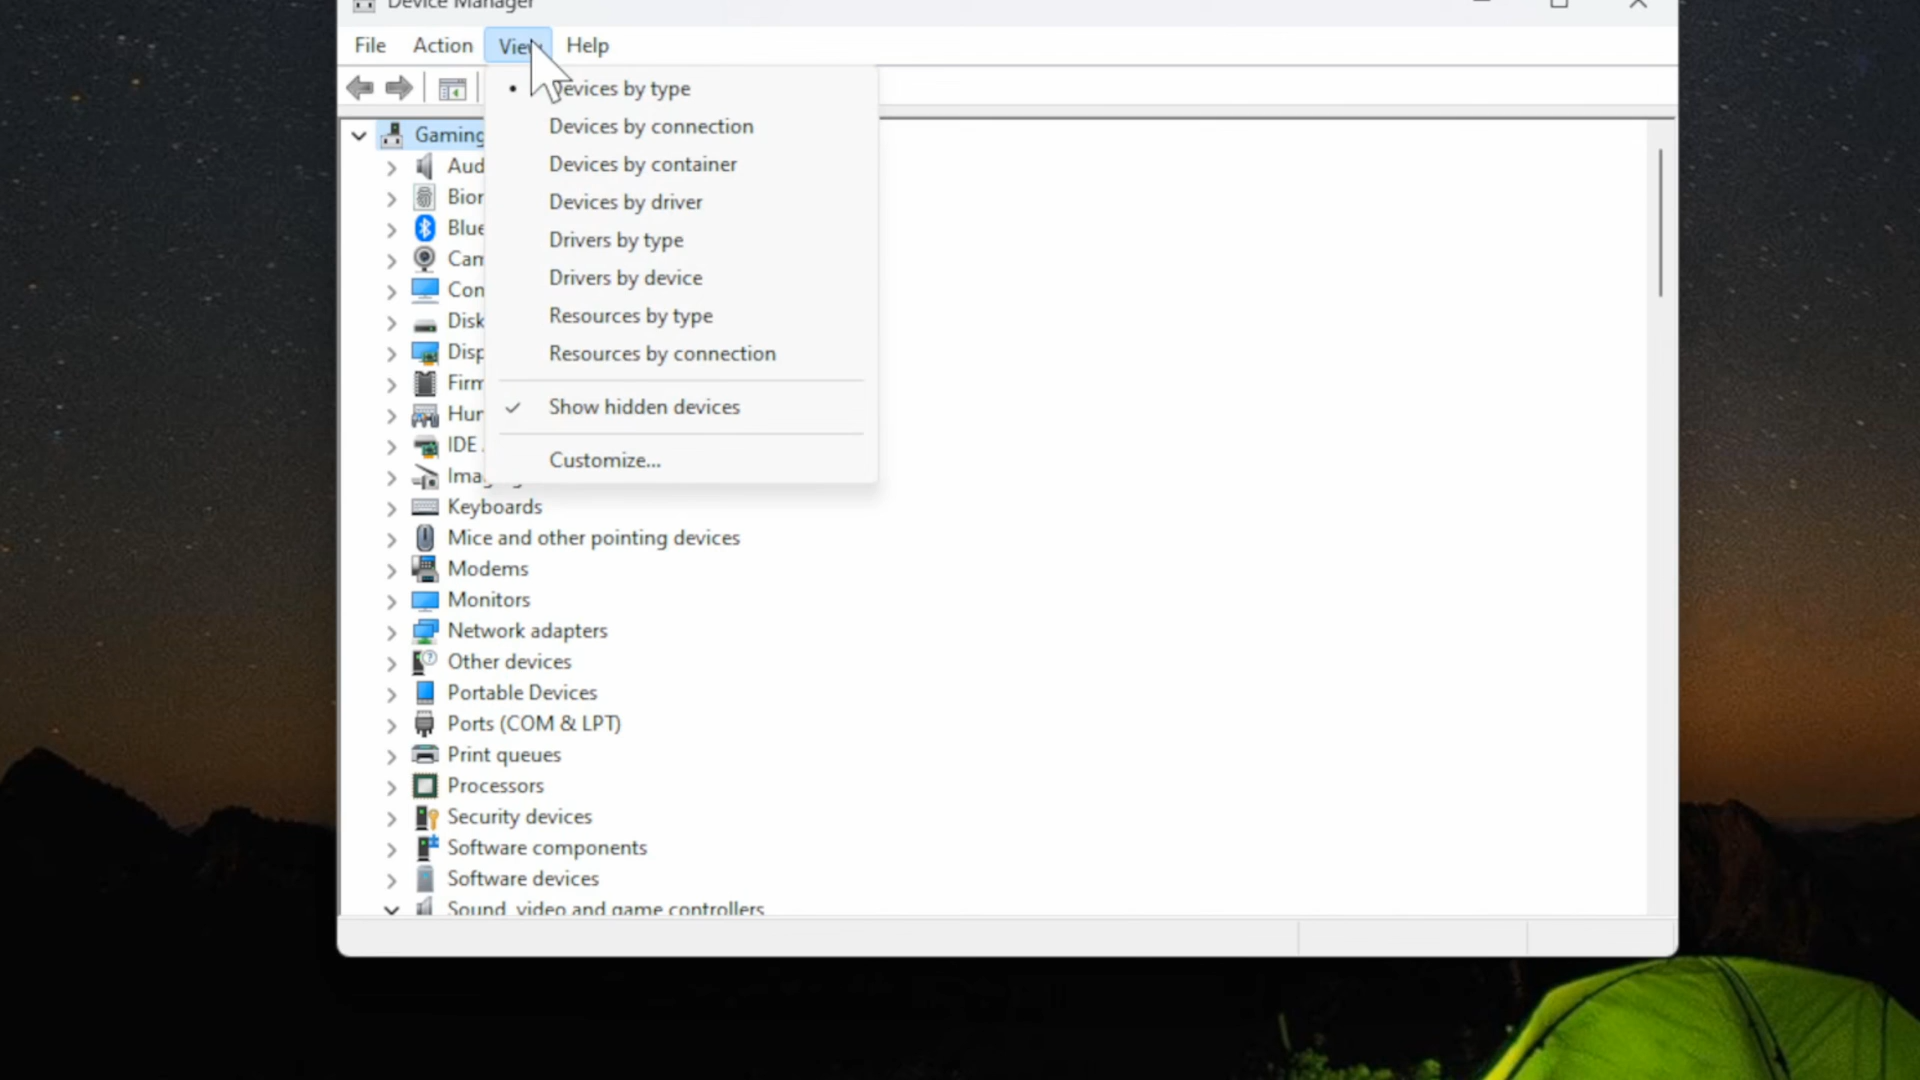 Device Manager
File Action View Help
Devices by type
Devices by connection
Devices by container
Devices by driver
Drivers by type
Drivers by device
Resources by type
Resources by connection
Show hidden devices
Customize...
Gaming
Aud
Bior
Blue
Cam
Con
Disk
Disp
Firm
Hur
IDE
Imag
Keyboards
Mice and other pointing devices
Modems
Monitors
Network adapters
Other devices
Portable Devices
Ports (COM & LPT)
Print queues
Processors
Security devices
Software components
Software devices
Sound, video and game controllers